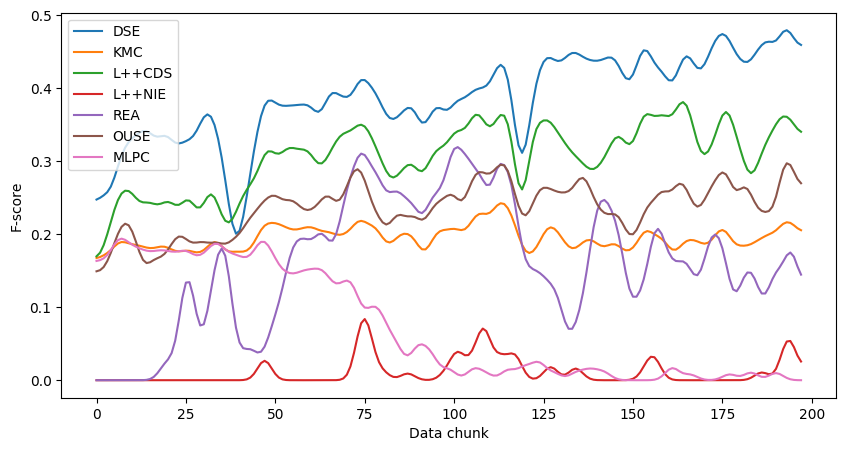 DSE
KMC
L++CDS
L++NIE
REA
OUSE
MLPC
0.5
0.4
0.3
0.2
0.1
0.0
F-score
0 25 50 75 100 125 150 175 200
Data chunk